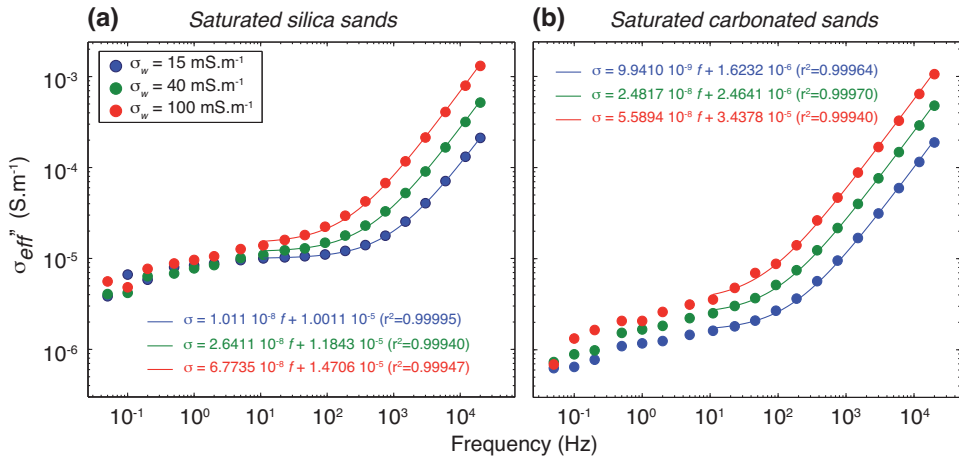 (a) Saturated silica sands
(b) Saturated carbonated sands
σw = 15 mS.m-1
σw = 40 mS.m-1
σw = 100 mS.m-1
σ = 9.9410 10-9 f + 1.6232 10-6 (r2=0.99964)
σ = 2.4817 10-8 f + 2.4641 10-6 (r2=0.99970)
σ = 5.5894 10-8 f + 3.4378 10-5 (r2=0.99940)
10-3
10-4
10-5
10-6
σeff" (S.m-1)
σ = 1.011 10-8 f + 1.0011 10-5 (r2=0.99995)
σ = 2.6411 10-8 f + 1.1843 10-5 (r2=0.99940)
σ = 6.7735 10-8 f + 1.4706 10-5 (r2=0.99947)
10-1 100 101 102 103 104
10-1 100 101 102 103 104
Frequency (Hz)